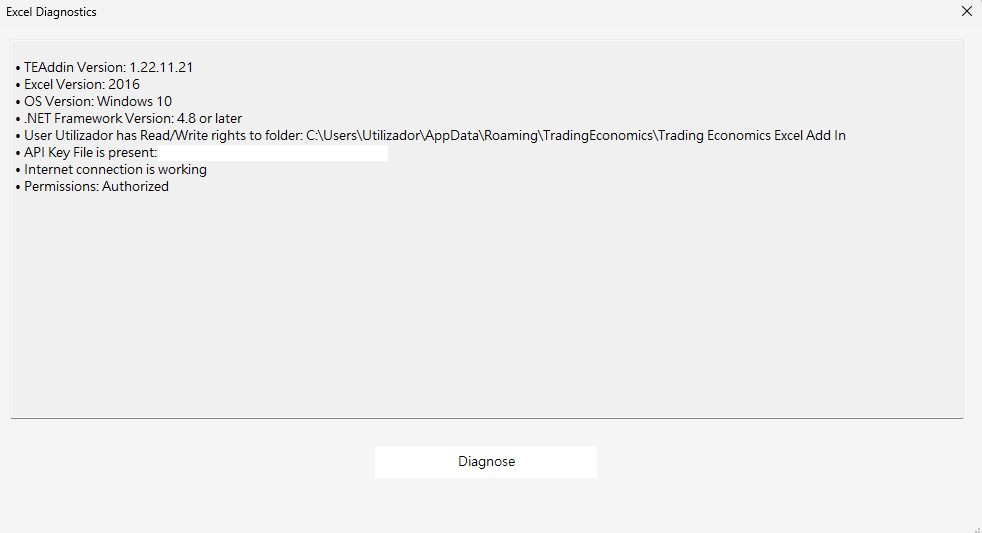 Excel Diagnostics
• TEAddin Version: 1.22.11.21
• Excel Version: 2016
• OS Version: Windows 10
• .NET Framework Version: 4.8 or later
• User Utilizador has Read/Write rights to folder: C:\Users\Utilizador\AppData\Roaming\TradingEconomics\Trading Economics Excel Add In
• API Key File is present:
• Internet connection is working
• Permissions: Authorized
Diagnose